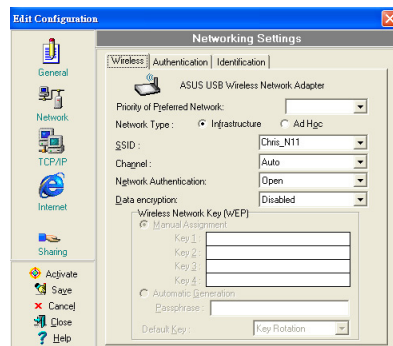 Edit Configuration
Networking Settings
General
Network
TCP/IP
Internet
Sharing
Activate
Save
Cancel
Close
Help
Wireless
Authentication
Identification
ASUS USB Wireless Network Adapter
Priority of Preferred Network:
Network Type : Infrastructure Ad Hoc
SSID : Chris_N11
Channel : Auto
Network Authentication: Open
Data encryption: Disabled
Wireless Network Key (WEP)
Manual Assignment
Key 1 :
Key 2 :
Key 3 :
Key 4 :
Automatic Generation
Passphrase :
Default Key : Key Rotation